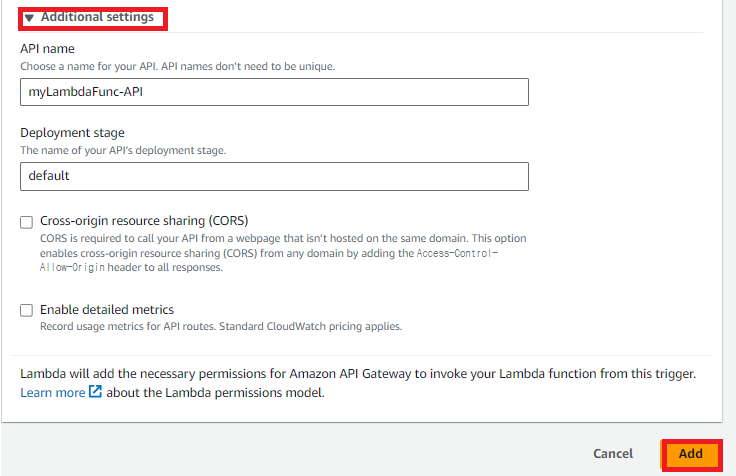 Additional settings
API name
Choose a name for your API. API names don't need to be unique.
myLambdaFunc-API
Deployment stage
The name of your API's deployment stage.
default
Cross-origin resource sharing (CORS)
CORS is required to call your API from a webpage that isn't hosted on the same domain. This option
enables cross-origin resource sharing (CORS) from any domain by adding the Access-Control-
Allow-Origin header to all responses.
Enable detailed metrics
Record usage metrics for API routes. Standard CloudWatch pricing applies.
Lambda will add the necessary permissions for Amazon API Gateway to invoke your Lambda function from this trigger.
Learn more about the Lambda permissions model.
Cancel Add